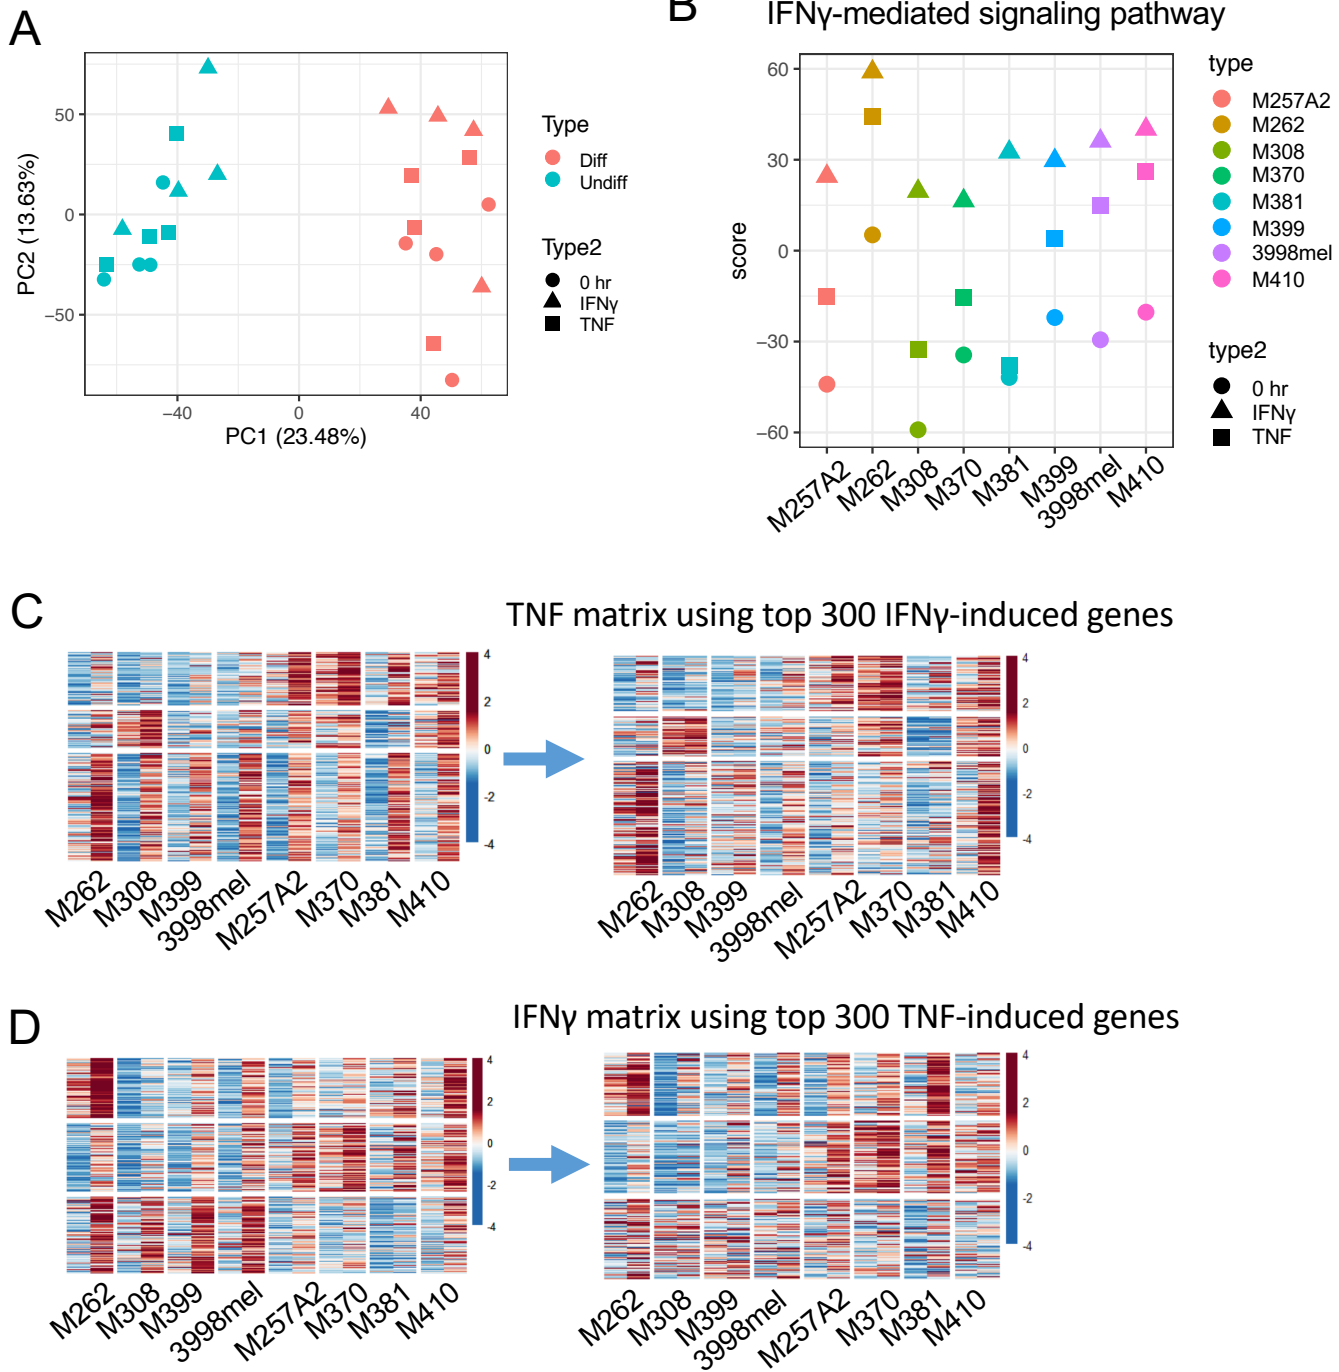 A
PC2 (13.63%)
50
0
−50
−40
0
40
PC1 (23.48%)
Type
Diff
Undiff
Type2
0 hr
IFNγ
TNF
B
IFNγ-mediated signaling pathway
score
60
30
0
−30
−60
M257A2
M262
M308
M370
M381
M399
3998mel
M410
type
M257A2
M262
M308
M370
M381
M399
3998mel
M410
type2
0 hr
IFNγ
TNF
C
TNF matrix using top 300 IFNγ-induced genes
4
2
0
-2
-4
M262
M308
M399
3998mel
M257A2
M370
M381
M410
4
2
0
-2
-4
M262
M308
M399
3998mel
M257A2
M370
M381
M410
D
IFNγ matrix using top 300 TNF-induced genes
4
2
0
-2
-4
M262
M308
M399
3998mel
M257A2
M370
M381
M410
4
2
0
-2
-4
M262
M308
M399
3998mel
M257A2
M370
M381
M410